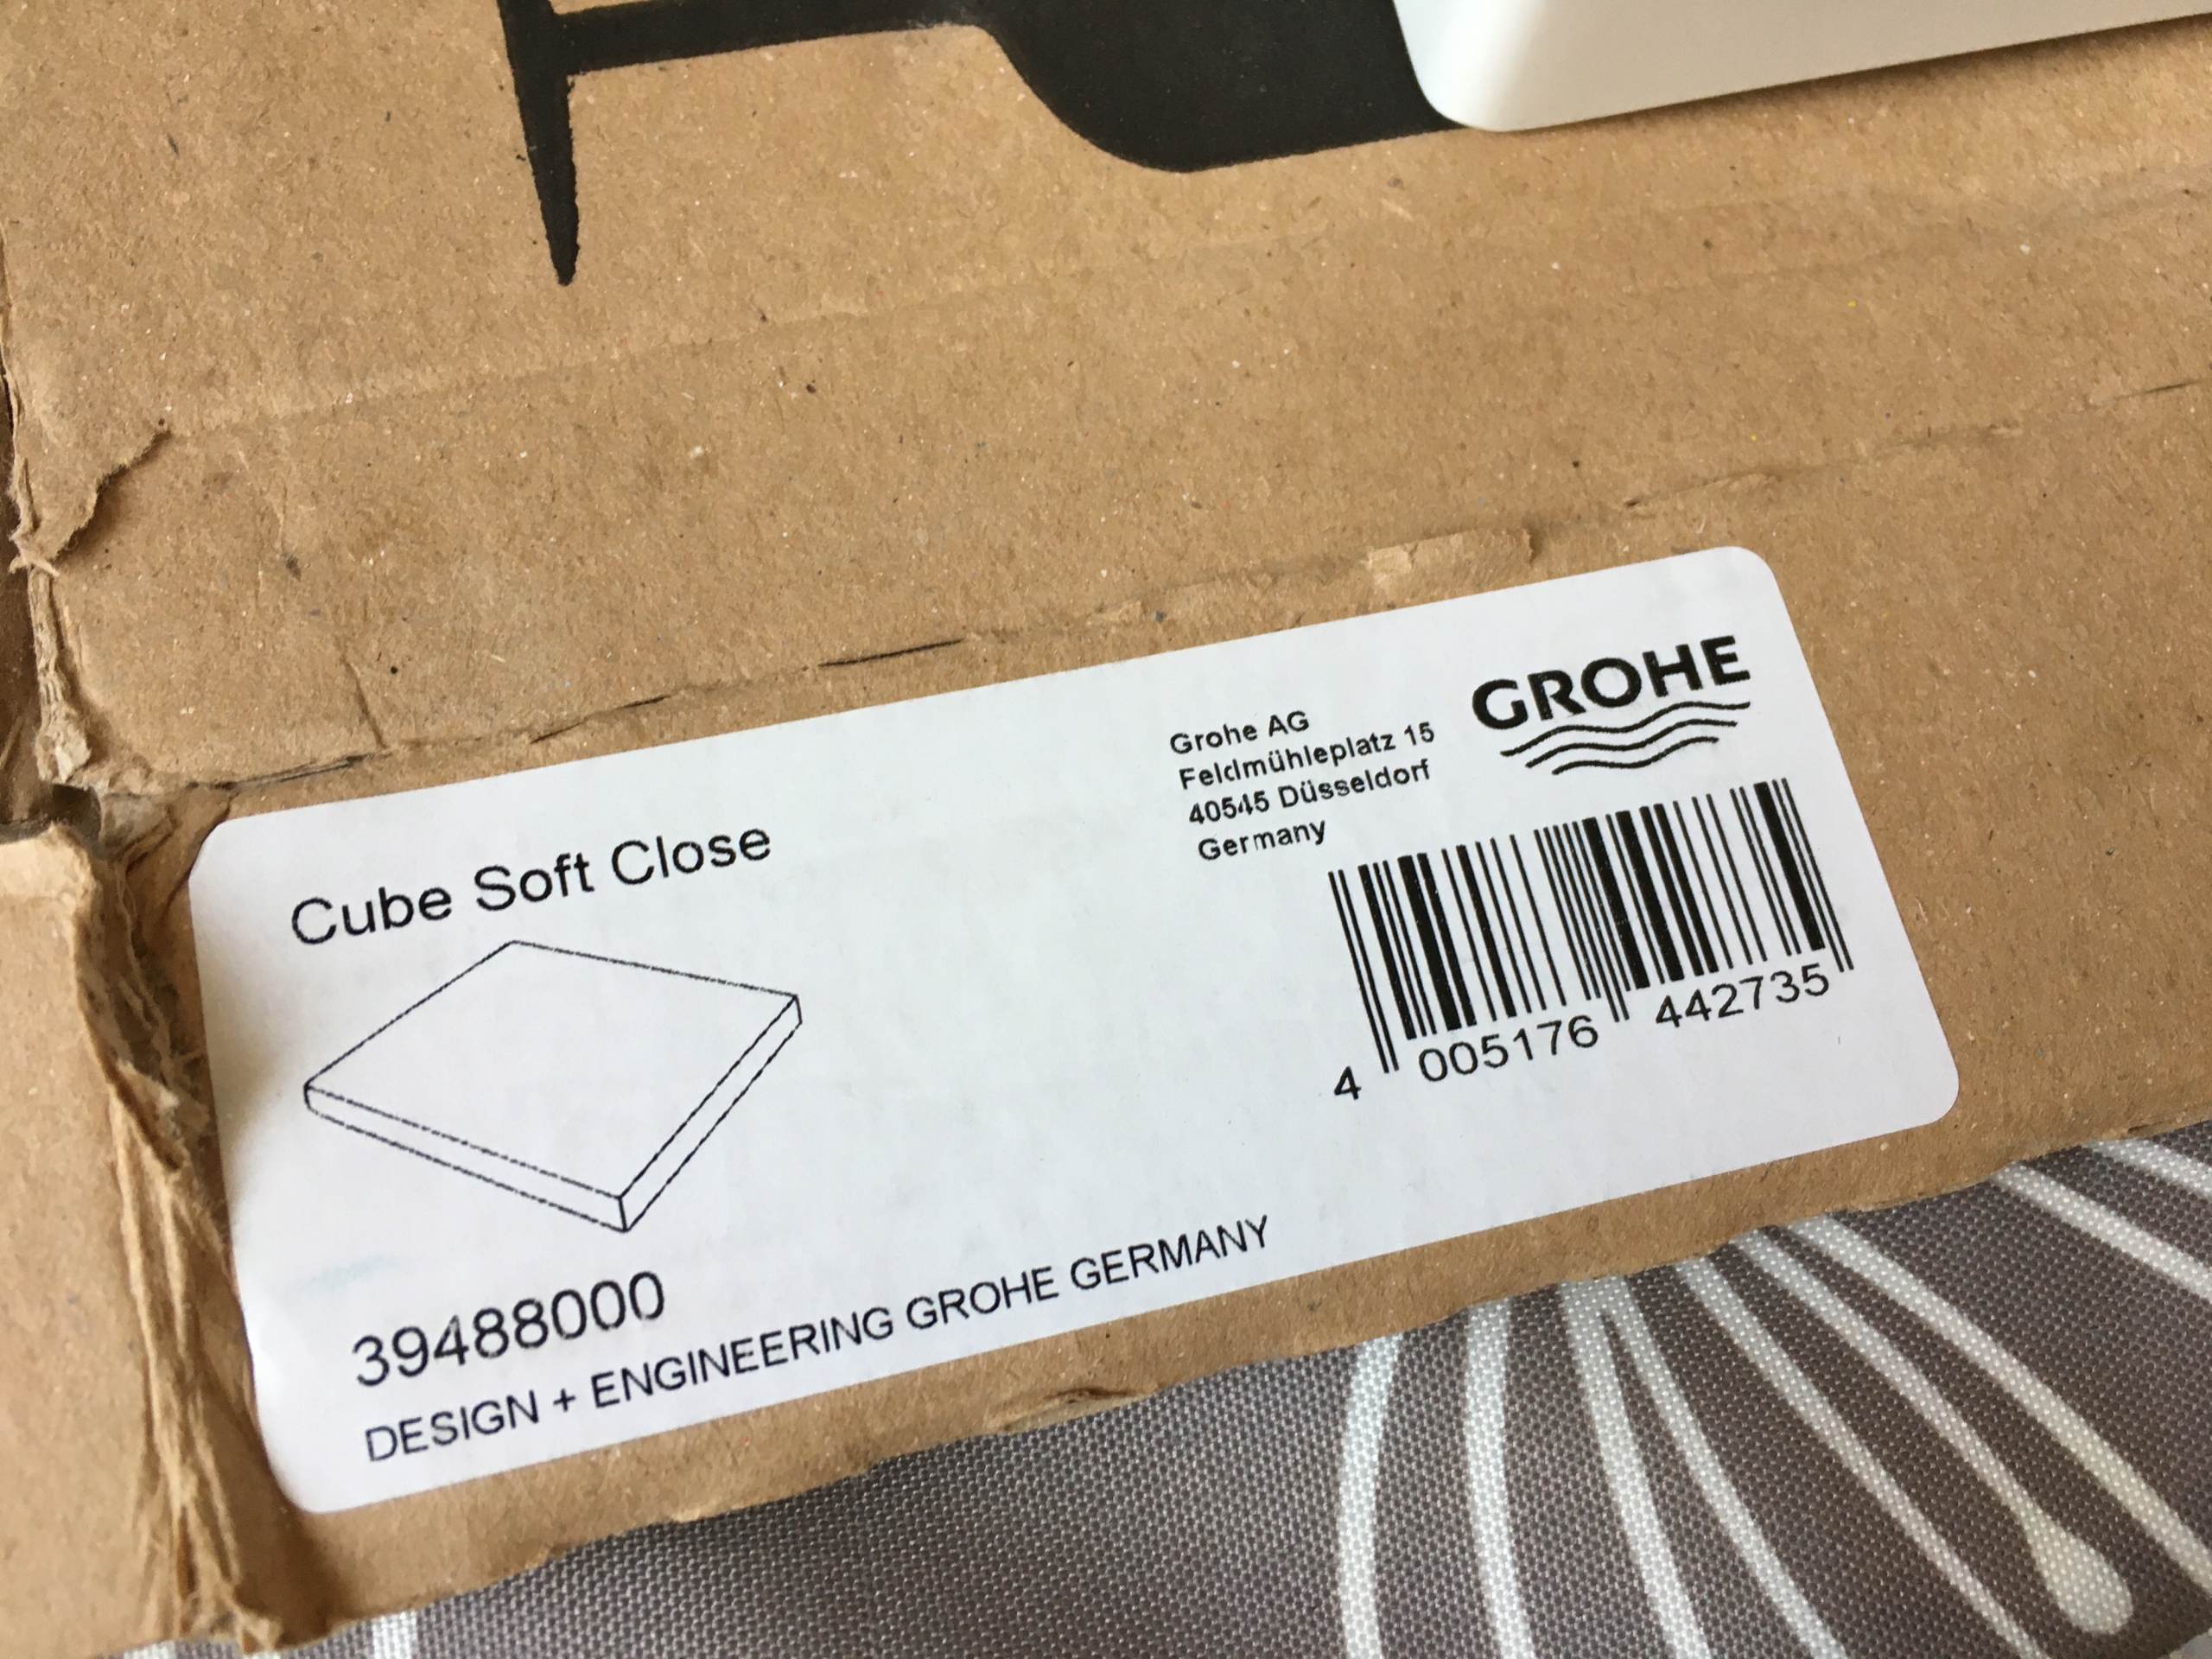 GROHE
Grohe AG
Feldmühleplatz 15
40545 Düsseldorf
Germany
Cube Soft Close
4 005176 442735
39488000
DESIGN + ENGINEERING GROHE GERMANY